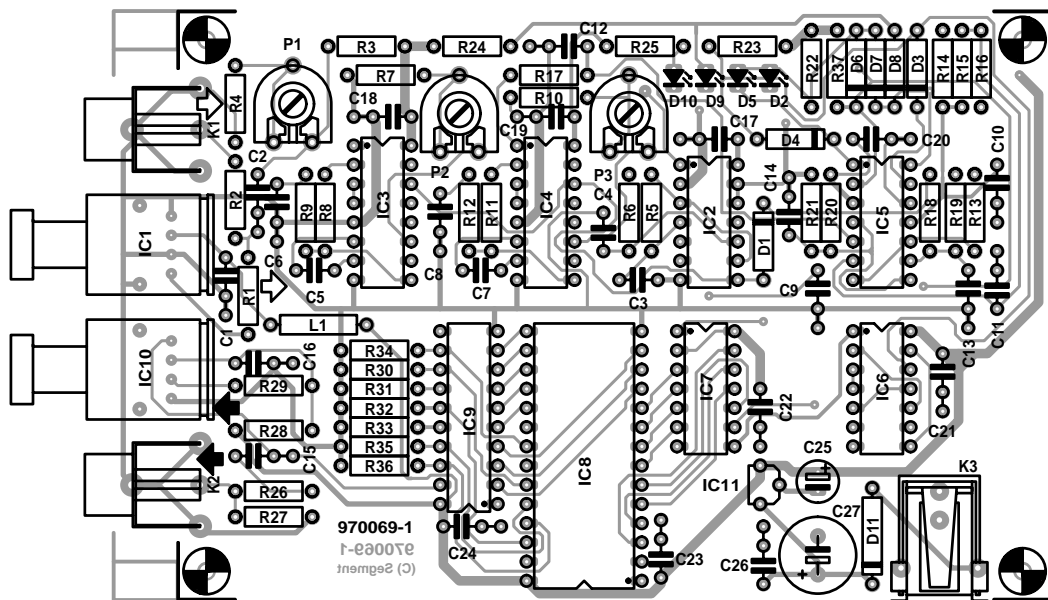 P1
R3
R24
C12
R25
R23
R22
R37
D6
D7
D8
D3
R14
R15
R16
R4
K1
R7
R17
R10
D10
D9
D5
D2
C18
C19
C17
D4
C20
C10
C2
R2
R9
R8
IC3
P2
R12
R11
IC4
P3
C4
R6
R5
IC2
D1
C14
R21
R20
IC5
R18
R19
R13
IC1
C1
R1
C6
C5
C8
C7
C3
C9
C13
C11
L1
IC10
C16
R29
R28
C15
R34
R30
R31
R32
R33
R35
R36
IC9
IC8
IC7
C22
IC6
C21
K2
R26
R27
970069-1
970069-1
(C) Segment
C24
C23
IC11
C25
+
C26
+
C27
D11
K3